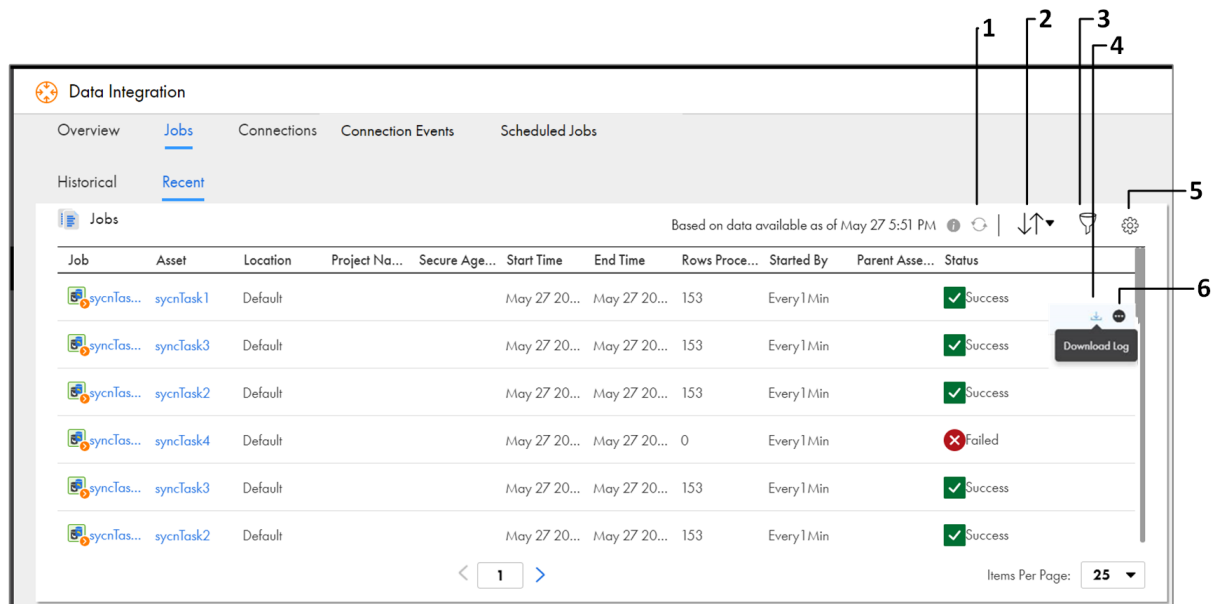 1
2
3
4
Data Integration
Overview Jobs Connections Connection Events Scheduled Jobs
Historical Recent
5
Jobs Based on data available as of May 27 5:51 PM
Job Asset Location Project Na... Secure Age... Start Time End Time Rows Proce... Started By Parent Asse... Status
sycnTas... sycnTask1 Default May 27 20... May 27 20... 153 Every1Min Success
6
syncTas... syncTask3 Default May 27 20... May 27 20... 153 Every1Min Success
Download Log
sycnTas... sycnTask2 Default May 27 20... May 27 20... 153 Every1Min Success
syncTas... syncTask4 Default May 27 20... May 27 20... 0 Every1Min Failed
syncTas... syncTask3 Default May 27 20... May 27 20... 153 Every1Min Success
sycnTas... sycnTask2 Default May 27 20... May 27 20... 153 Every1Min Success
1 Items Per Page: 25